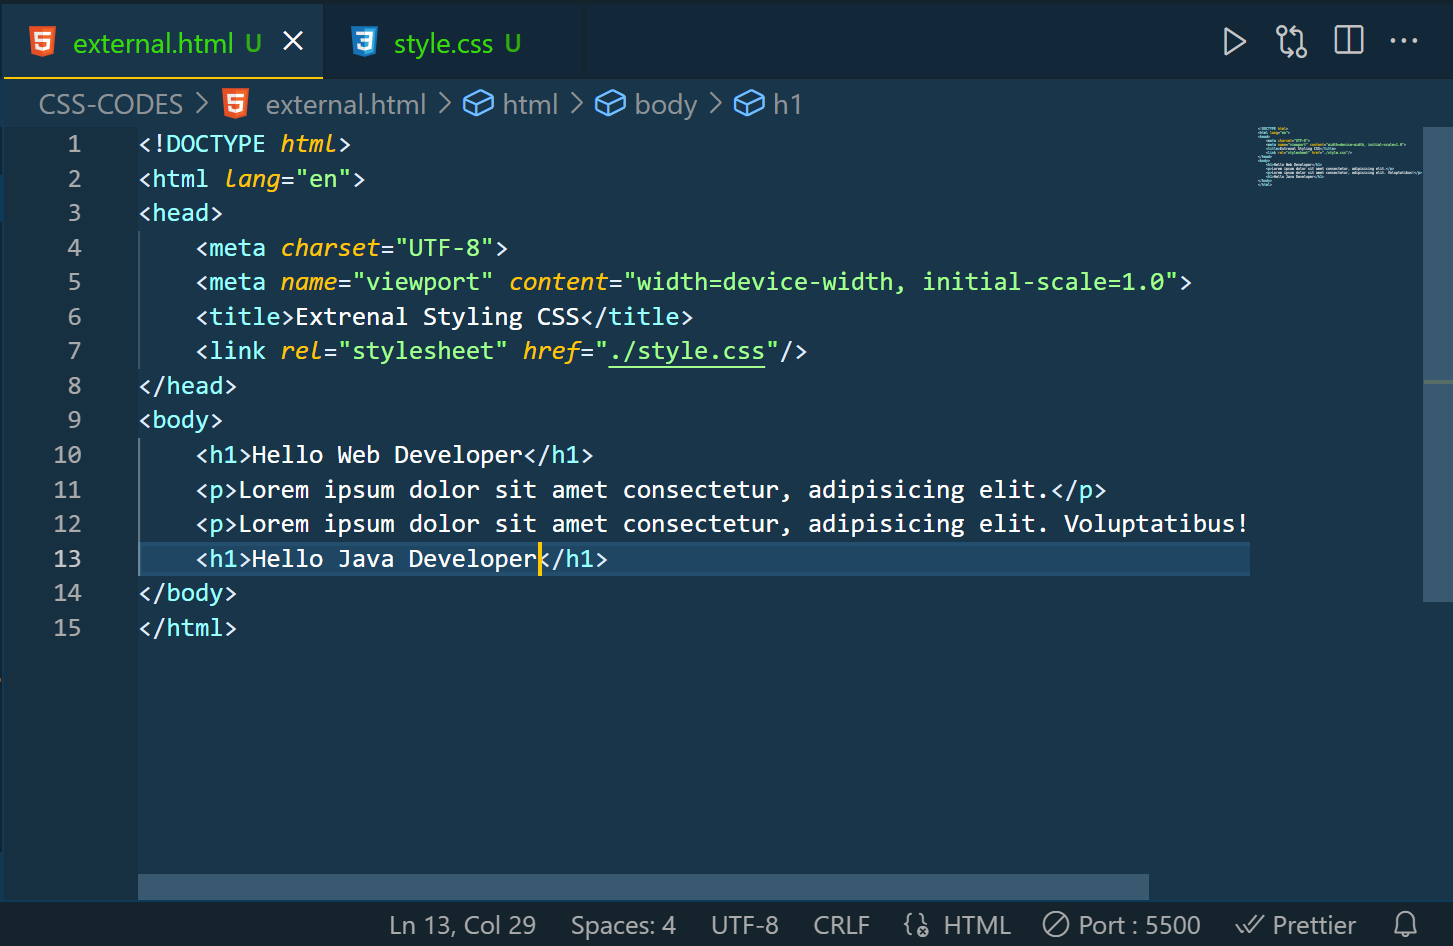 external.html U
style.css U
CSS-CODES > external.html > html > body > h1
1 <!DOCTYPE html>
2 <html lang="en">
3 <head>
4     <meta charset="UTF-8">
5     <meta name="viewport" content="width=device-width, initial-scale=1.0">
6     <title>Extrenal Styling CSS</title>
7     <link rel="stylesheet" href="./style.css"/>
8 </head>
9 <body>
10     <h1>Hello Web Developer</h1>
11     <p>Lorem ipsum dolor sit amet consectetur, adipisicing elit.</p>
12     <p>Lorem ipsum dolor sit amet consectetur, adipisicing elit. Voluptatibus!
13     <h1>Hello Java Developer</h1>
14 </body>
15 </html>
Ln 13, Col 29 Spaces: 4 UTF-8 CRLF HTML Port : 5500 Prettier